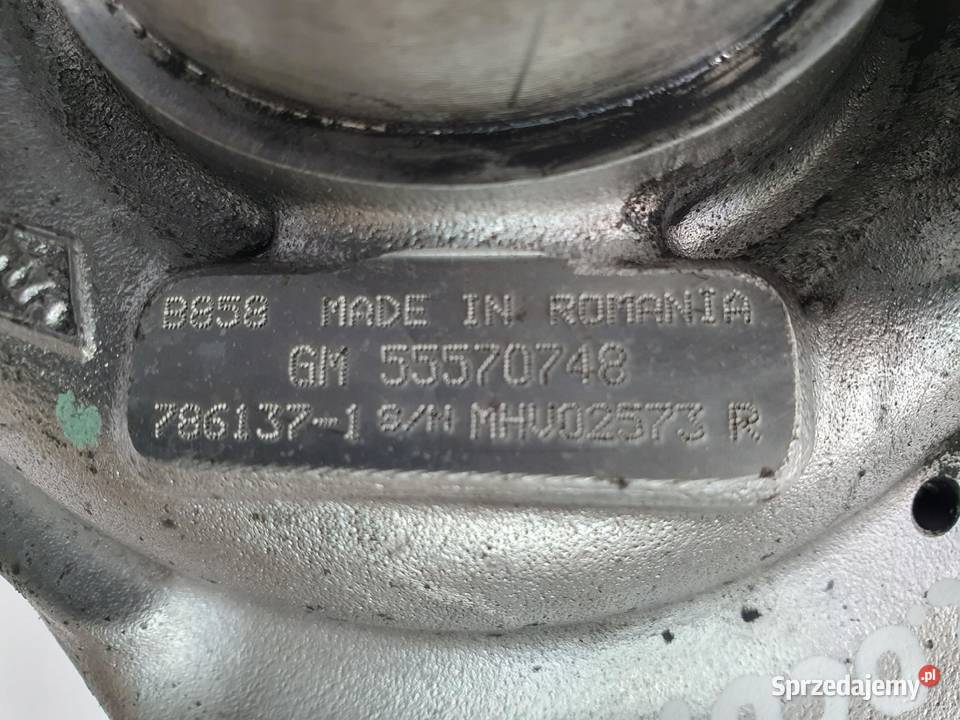 B858 MADE IN ROMANIA
GM 55570748
786137-1 S/N MHV02573 R
Sprzedajemy.pl